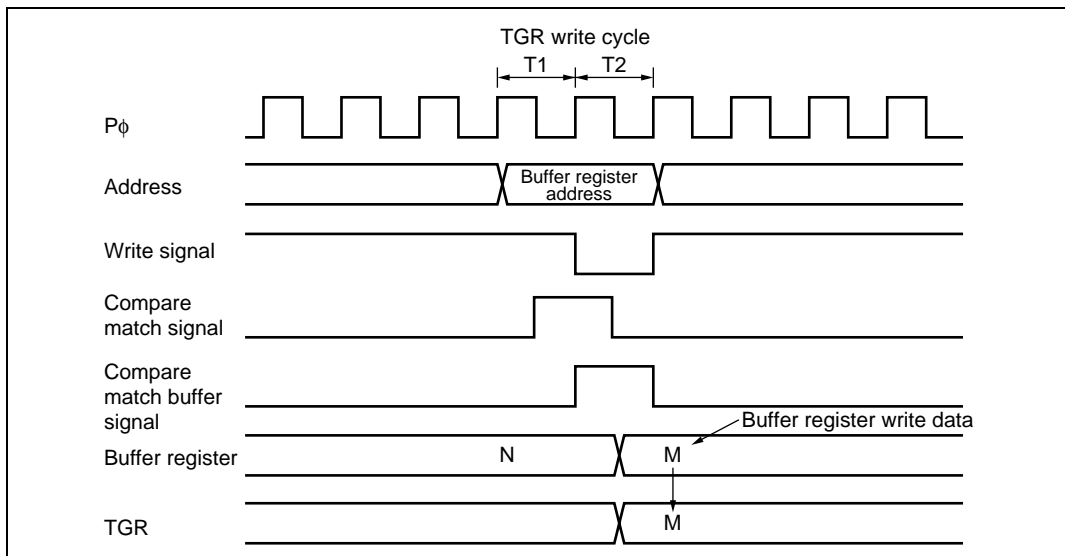 TGR write cycle
T1 T2
Pϕ
Address
Buffer register
address
Write signal
Compare
match signal
Compare
match buffer
signal
Buffer register write data
Buffer register N M
TGR M